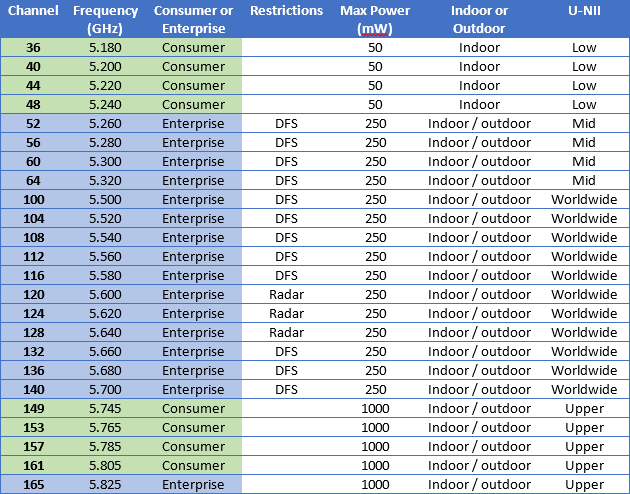 Channel Frequency (GHz) Consumer or Enterprise Restrictions Max Power (mW) Indoor or Outdoor U-NII
36 5.180 Consumer 50 Indoor Low
40 5.200 Consumer 50 Indoor Low
44 5.220 Consumer 50 Indoor Low
48 5.240 Consumer 50 Indoor Low
52 5.260 Enterprise DFS 250 Indoor / outdoor Mid
56 5.280 Enterprise DFS 250 Indoor / outdoor Mid
60 5.300 Enterprise DFS 250 Indoor / outdoor Mid
64 5.320 Enterprise DFS 250 Indoor / outdoor Mid
100 5.500 Enterprise DFS 250 Indoor / outdoor Worldwide
104 5.520 Enterprise DFS 250 Indoor / outdoor Worldwide
108 5.540 Enterprise DFS 250 Indoor / outdoor Worldwide
112 5.560 Enterprise DFS 250 Indoor / outdoor Worldwide
116 5.580 Enterprise DFS 250 Indoor / outdoor Worldwide
120 5.600 Enterprise Radar 250 Indoor / outdoor Worldwide
124 5.620 Enterprise Radar 250 Indoor / outdoor Worldwide
128 5.640 Enterprise Radar 250 Indoor / outdoor Worldwide
132 5.660 Enterprise DFS 250 Indoor / outdoor Worldwide
136 5.680 Enterprise DFS 250 Indoor / outdoor Worldwide
140 5.700 Enterprise DFS 250 Indoor / outdoor Worldwide
149 5.745 Consumer 1000 Indoor / outdoor Upper
153 5.765 Consumer 1000 Indoor / outdoor Upper
157 5.785 Consumer 1000 Indoor / outdoor Upper
161 5.805 Consumer 1000 Indoor / outdoor Upper
165 5.825 Enterprise 1000 Indoor / outdoor Upper